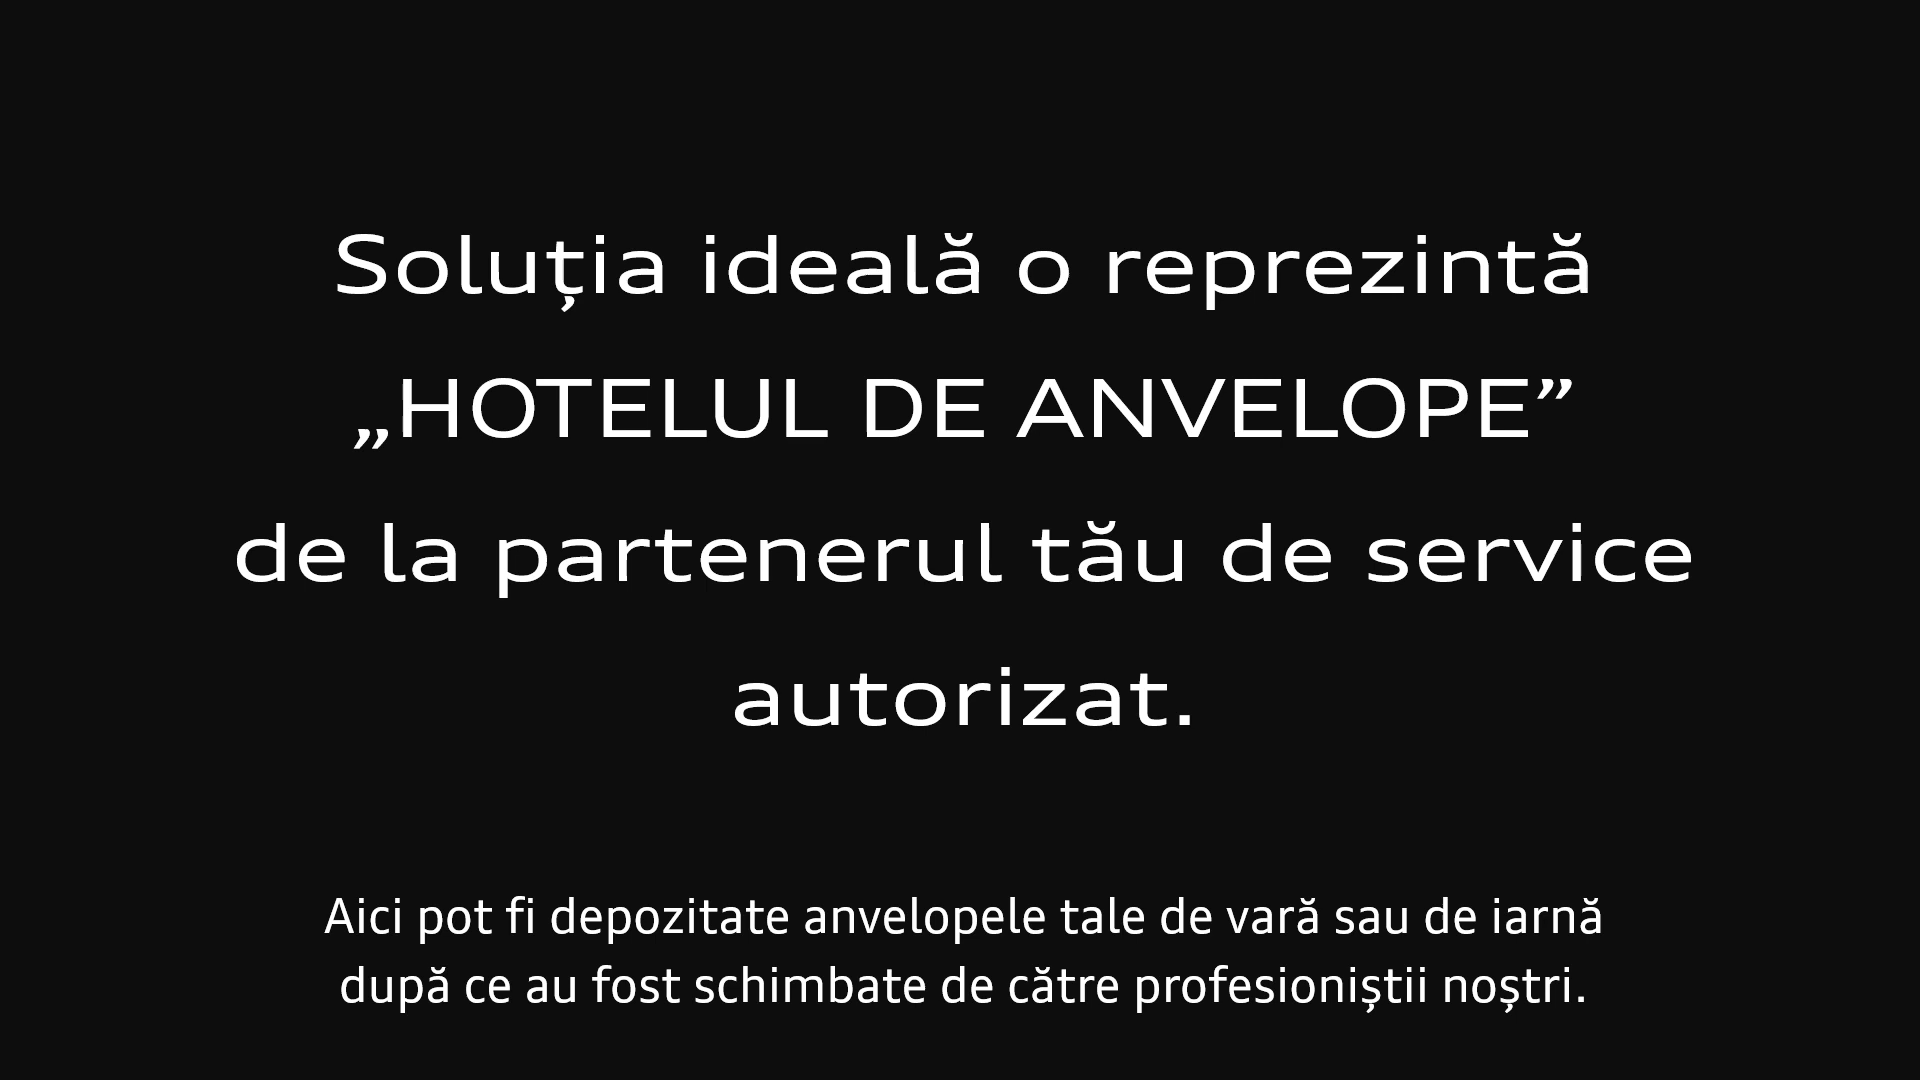 Soluția ideală o reprezintă
„HOTELUL DE ANVELOPE”
de la partenerul tău de service
autorizat.
Aici pot fi depozitate anvelopele tale de vară sau de iarnă
după ce au fost schimbate de către profesioniștii noștri.